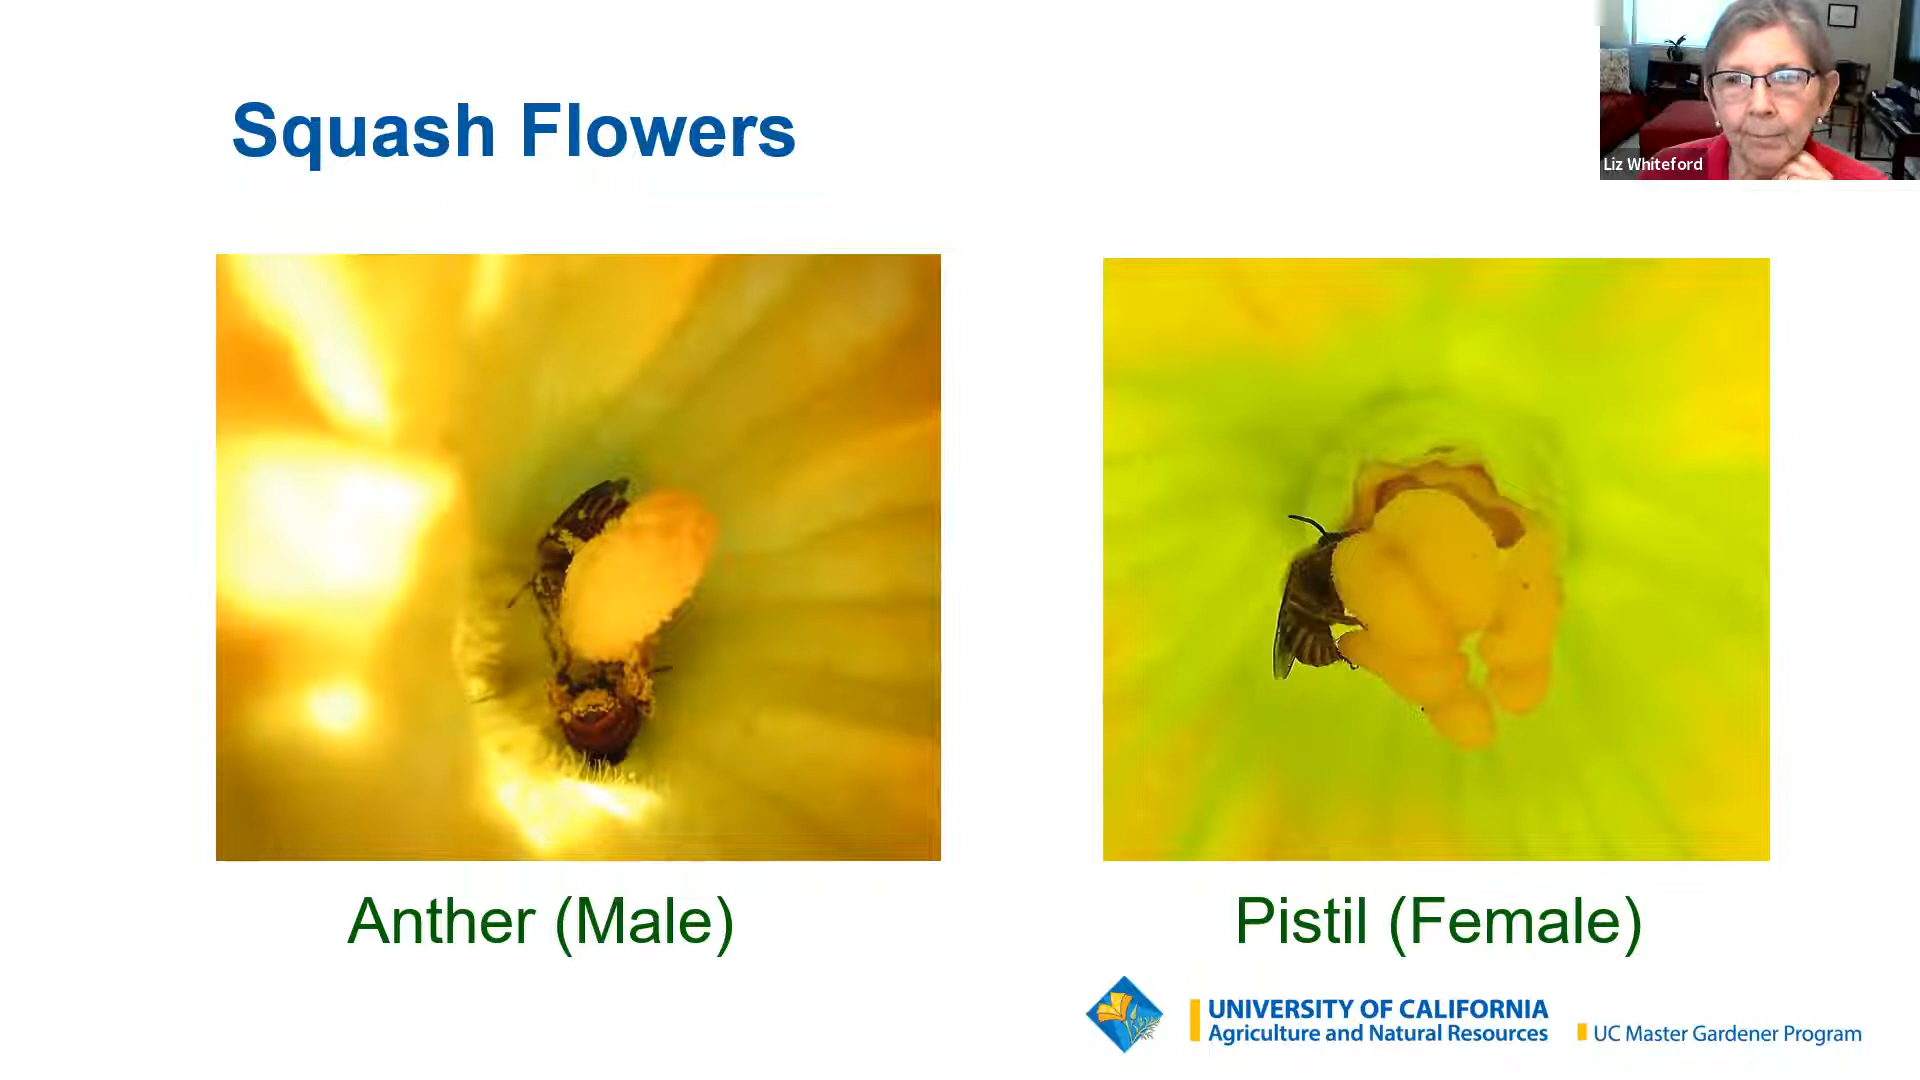 Squash Flowers
Liz Whiteford
Anther (Male)
Pistil (Female)
UNIVERSITY OF CALIFORNIA
Agriculture and Natural Resources
UC Master Gardener Program